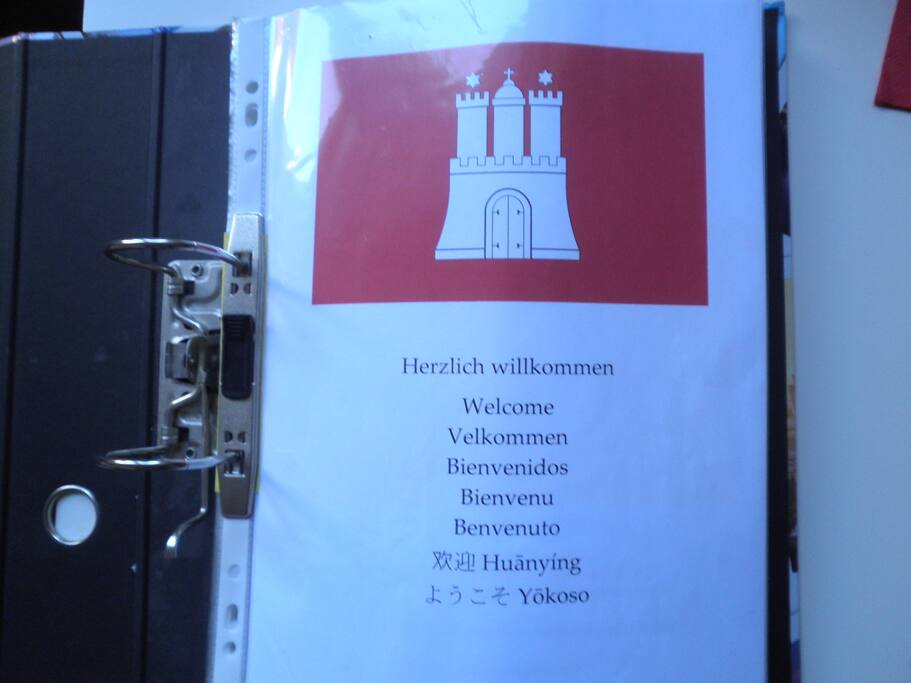 Herzlich willkommen
Welcome
Velkommen
Bienvenidos
Bienvenu
Benvenuto
欢迎 Huānyíng
ようこそ Yōkoso